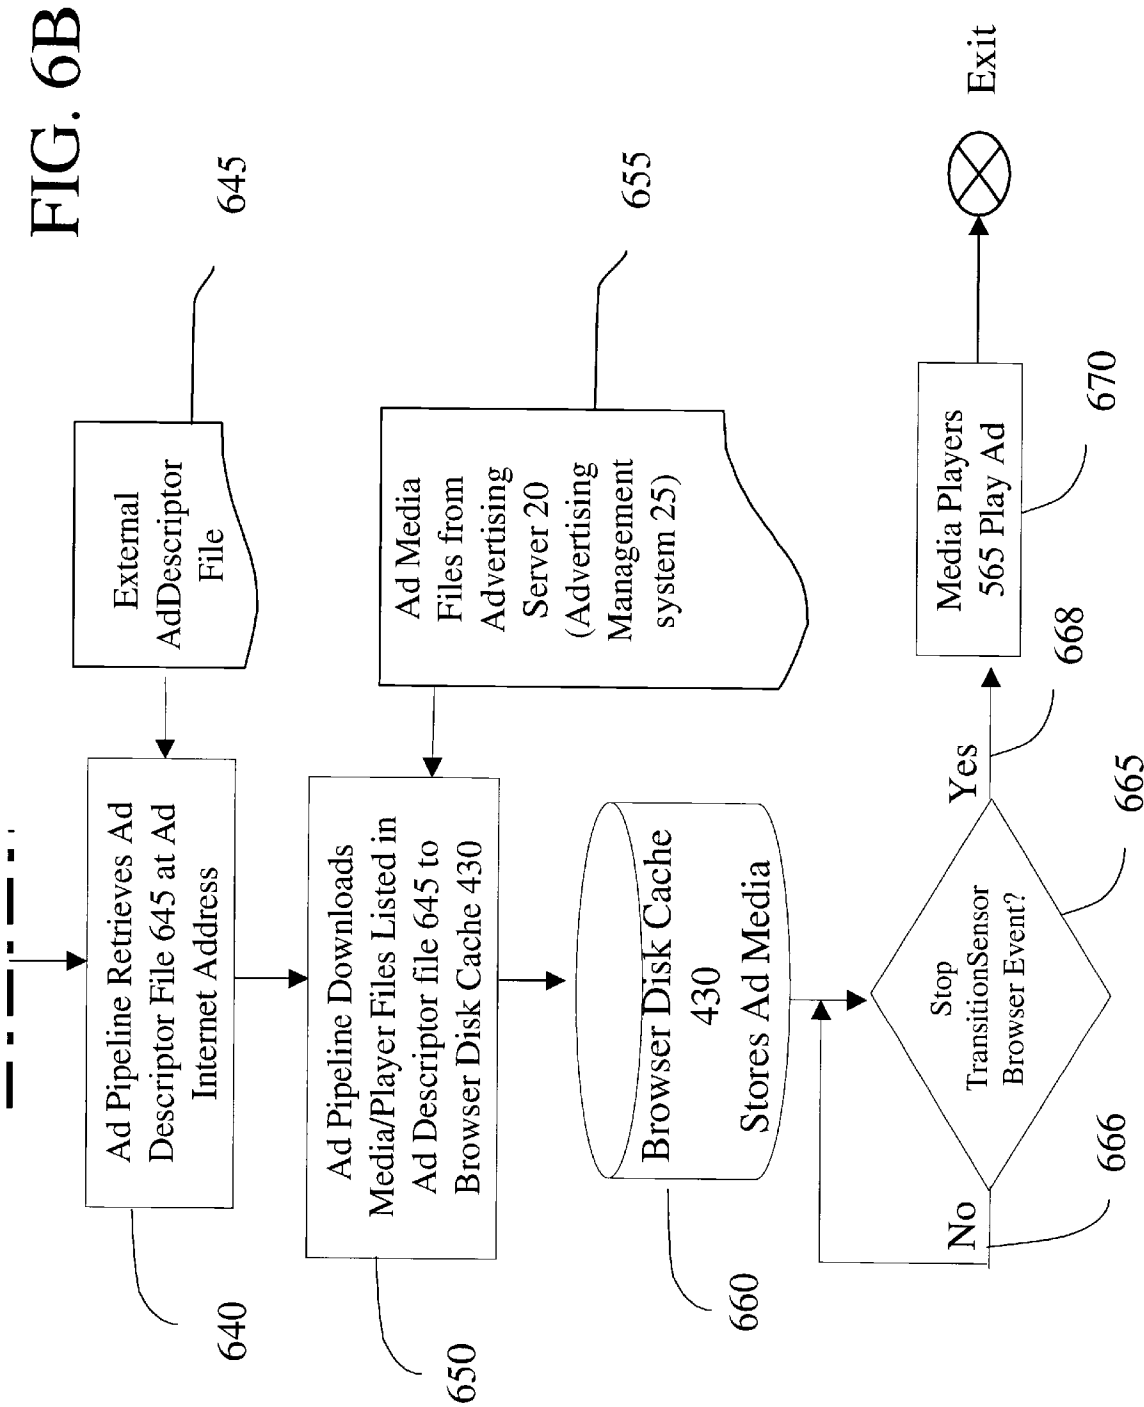 FIG. 6B
Ad Pipeline Retrieves Ad
Descriptor File 645 at Ad
Internet Address
640
External
AdDescriptor
File
645
Ad Pipeline Downloads
Media/Player Files Listed in
Ad Descriptor file 645 to
Browser Disk Cache 430
650
Ad Media
Files from
Advertising
Server 20
(Advertising
Management
system 25)
655
Browser Disk Cache
430
Stores Ad Media
660
Stop
TransitionSensor
Browser Event?
665
No
666
Yes
668
Media Players
565 Play Ad
670
Exit